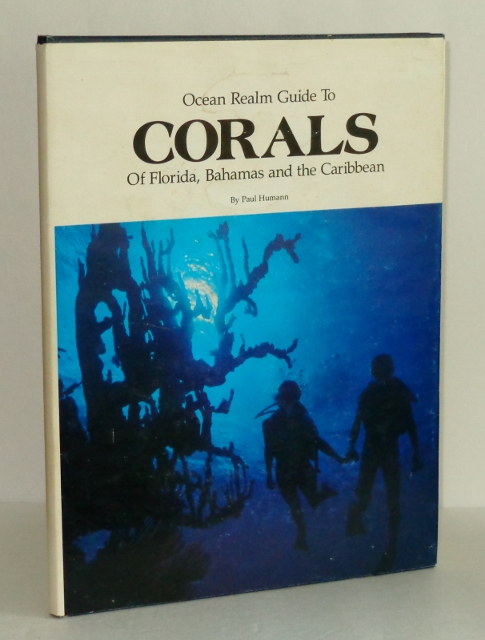 Ocean Realm Guide To
CORALS
Of Florida, Bahamas and the Caribbean
By Paul Humann